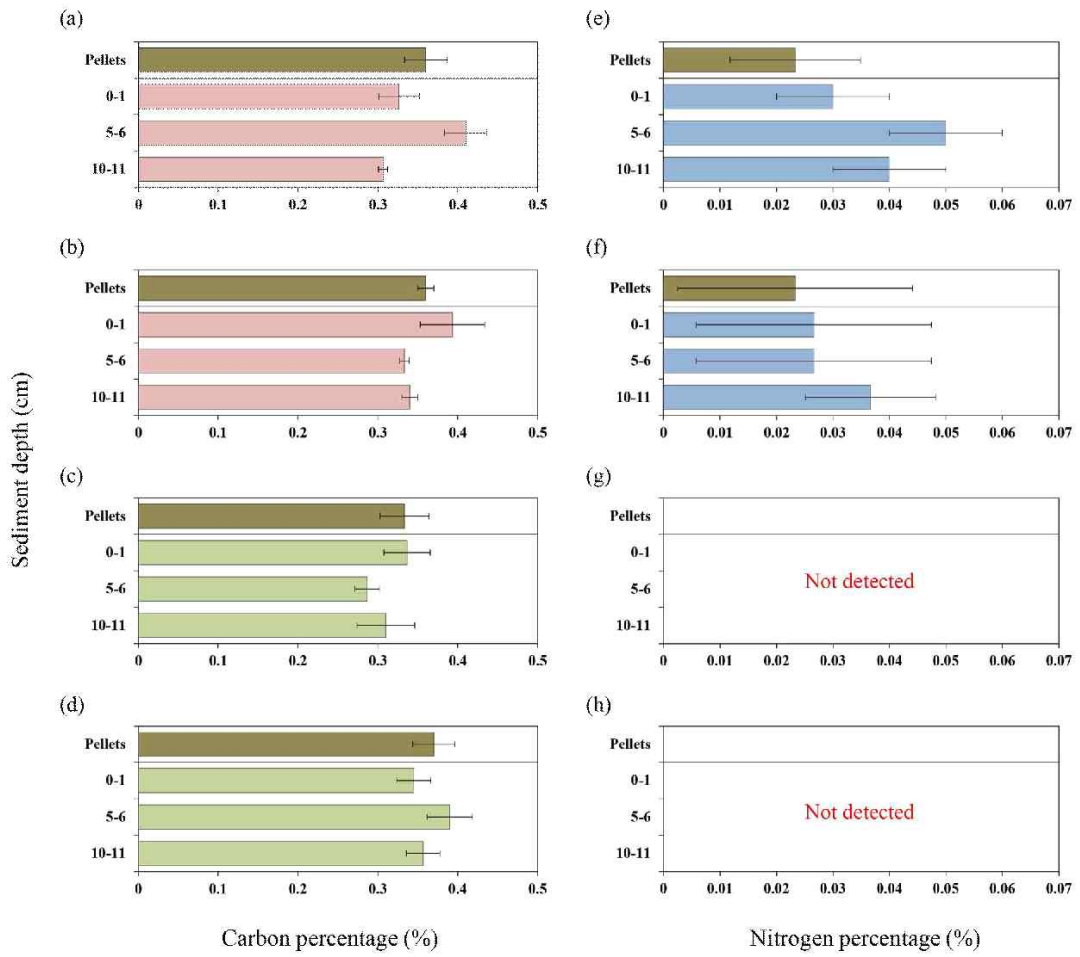 (a)
Pellets
0-1
5-6
10-11
0 0.1 0.2 0.3 0.4 0.5
(b)
Pellets
0-1
5-6
10-11
0 0.1 0.2 0.3 0.4 0.5
(c)
Pellets
0-1
5-6
10-11
0 0.1 0.2 0.3 0.4 0.5
(d)
Pellets
0-1
5-6
10-11
0 0.1 0.2 0.3 0.4 0.5
Sediment depth (cm)
Carbon percentage (%)
(e)
Pellets
0-1
5-6
10-11
0 0.01 0.02 0.03 0.04 0.05 0.06 0.07
(f)
Pellets
0-1
5-6
10-11
0 0.01 0.02 0.03 0.04 0.05 0.06 0.07
(g)
Pellets
0-1
5-6
10-11
Not detected
0 0.01 0.02 0.03 0.04 0.05 0.06 0.07
(h)
Pellets
0-1
5-6
10-11
Not detected
0 0.01 0.02 0.03 0.04 0.05 0.06 0.07
Nitrogen percentage (%)